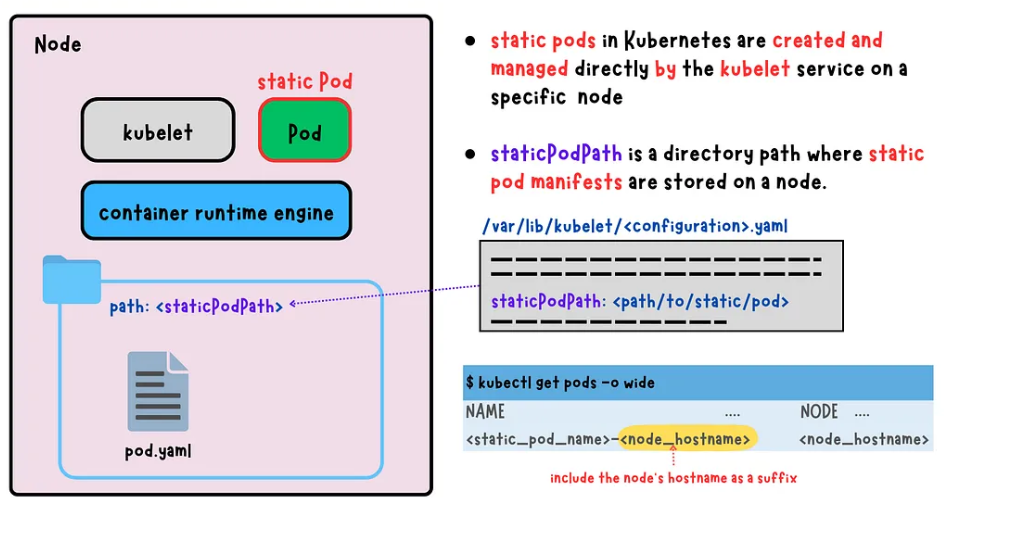 Node
static Pod
kubelet
Pod
container runtime engine
path: <staticPodPath>
pod.yaml
● static pods in Kubernetes are created and
managed directly by the kubelet service on a
specific node
● staticPodPath is a directory path where static
pod manifests are stored on a node.
/var/lib/kubelet/<configuration>.yaml
staticPodPath: <path/to/static/pod>
$ kubectl get pods -o wide
NAME .... NODE ....
<static_pod_name>-<node_hostname> <node_hostname>
include the node's hostname as a suffix